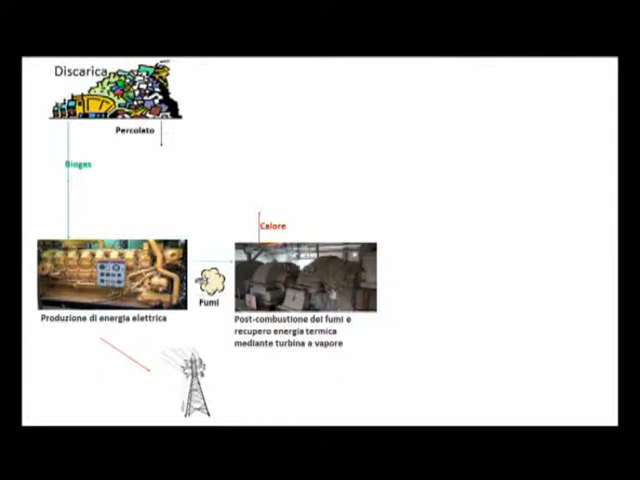 Discarica
Percolato
Biogas
Calore
Fumi
Produzione di energia elettrica
Post-combustione dei fumi e
recupero energia termica
mediante turbina a vapore